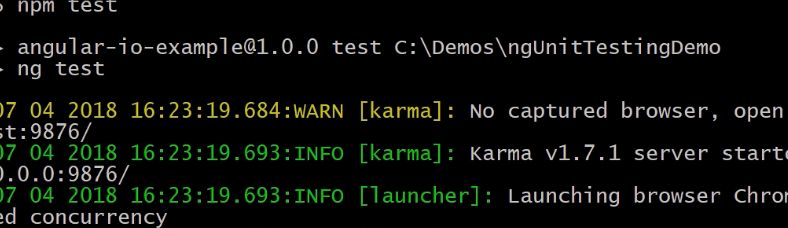 npm test
> angular-io-example@1.0.0 test C:\Demos\ngUnitTestingDemo
> ng test
07 04 2018 16:23:19.684:WARN [karma]: No captured browser, open
st:9876/
07 04 2018 16:23:19.693:INFO [karma]: Karma v1.7.1 server starte
0.0.0:9876/
07 04 2018 16:23:19.693:INFO [launcher]: Launching browser Chrom
ed concurrency